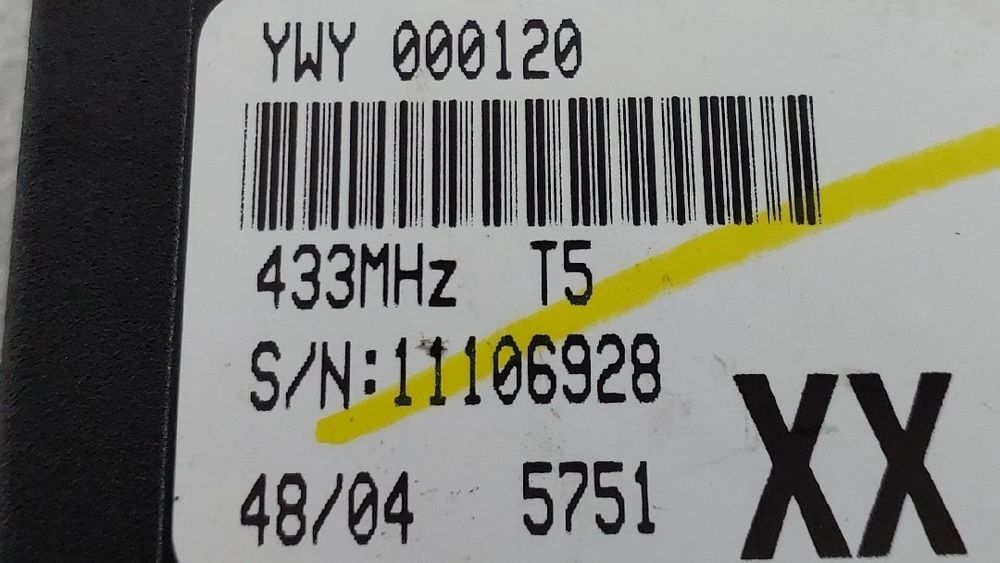 YWY 000120
433MHz T5
S/N:11106928
48/04 5751
XX